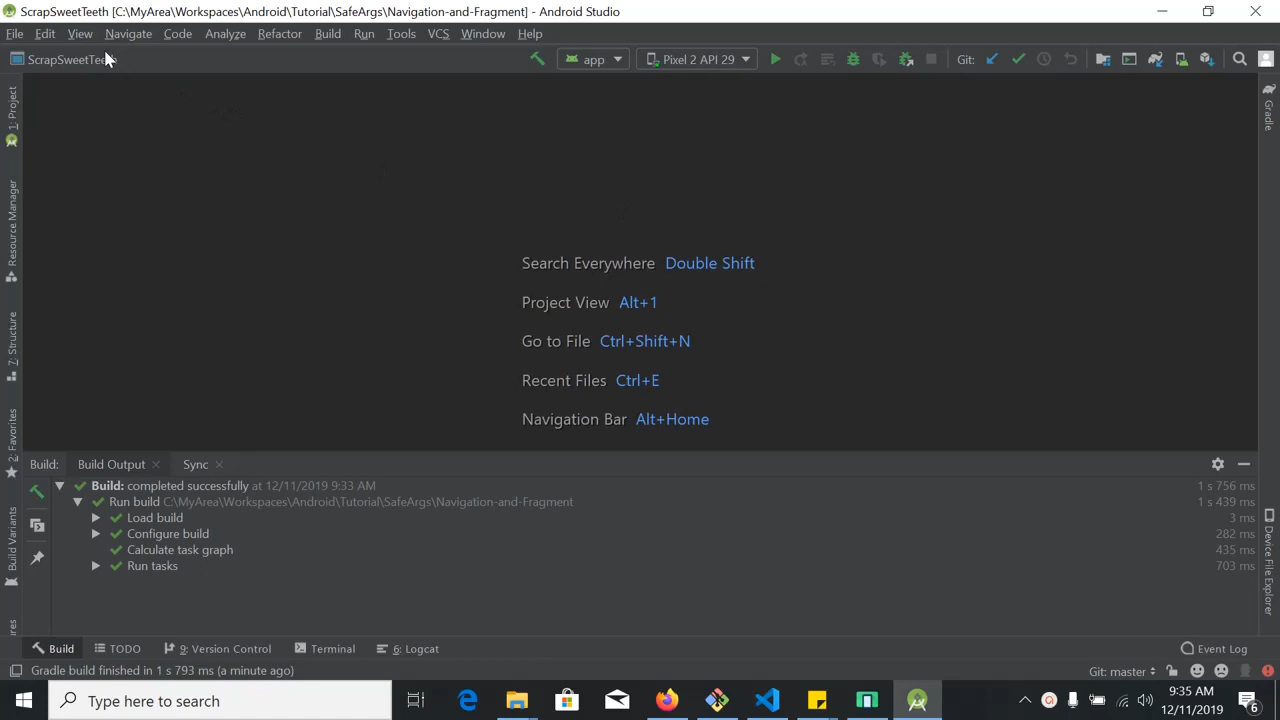 ScrapSweetTeeth [C:\MyArea\Workspaces\Android\Tutorial\SafeArgs\Navigation-and-Fragment] - Android Studio
File Edit View Navigate Code Analyze Refactor Build Run Tools VCS Window Help
ScrapSweetTeeth app Pixel 2 API 29 Git:
1: Project
Resource Manager
7: Structure
2: Favorites
Build Variants
Gradle
Device File Explorer
Search Everywhere Double Shift
Project View Alt+1
Go to File Ctrl+Shift+N
Recent Files Ctrl+E
Navigation Bar Alt+Home
Build: Build Output Sync
Build: completed successfully at 12/11/2019 9:33 AM 1 s 756 ms
Run build C:\MyArea\Workspaces\Android\Tutorial\SafeArgs\Navigation-and-Fragment 1 s 439 ms
Load build 3 ms
Configure build 282 ms
Calculate task graph 435 ms
Run tasks 703 ms
Build TODO 9: Version Control Terminal 6: Logcat Event Log
Gradle build finished in 1 s 793 ms (a minute ago) Git: master
Type here to search
9:35 AM
12/11/2019
6